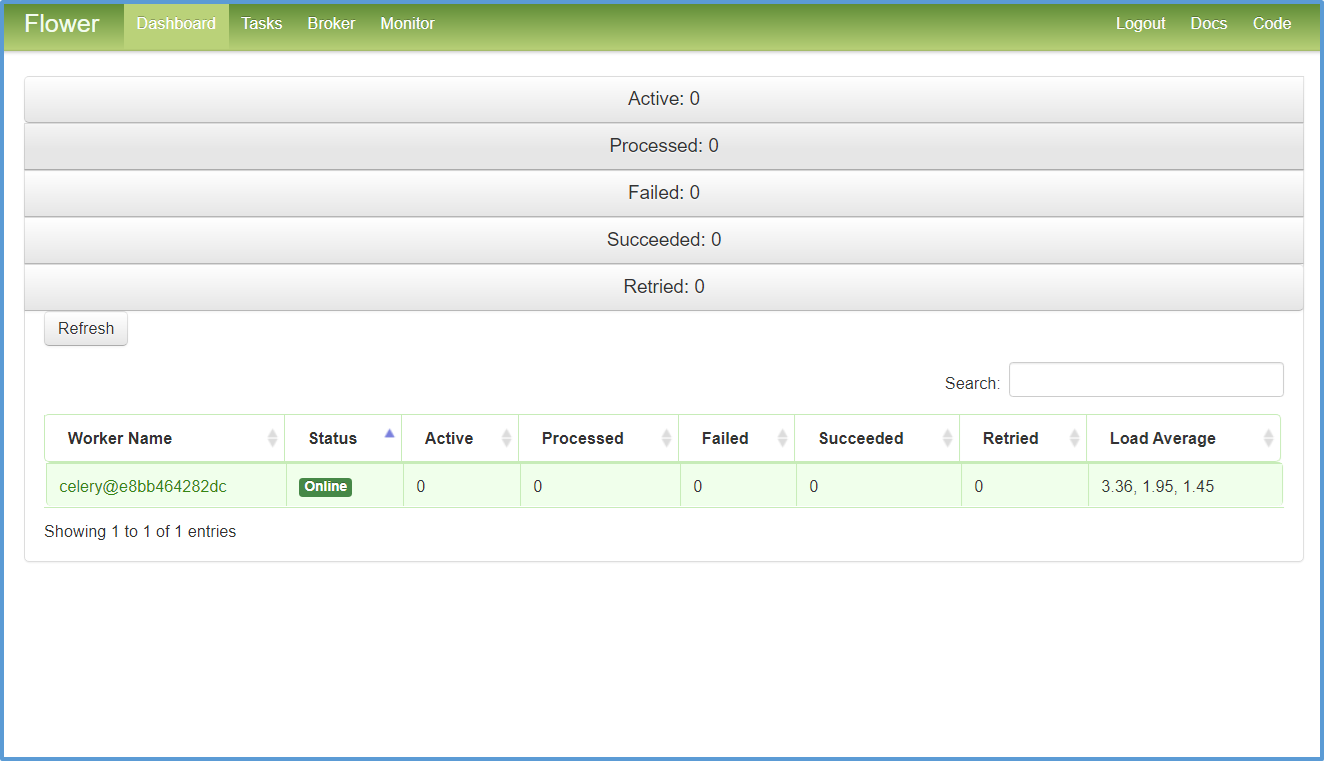 Flower Dashboard Tasks Broker Monitor Logout Docs Code
Active: 0
Processed: 0
Failed: 0
Succeeded: 0
Retried: 0
Refresh
Search:
Worker Name Status Active Processed Failed Succeeded Retried Load Average
celery@e8bb464282dc Online 0 0 0 0 0 3.36, 1.95, 1.45
Showing 1 to 1 of 1 entries